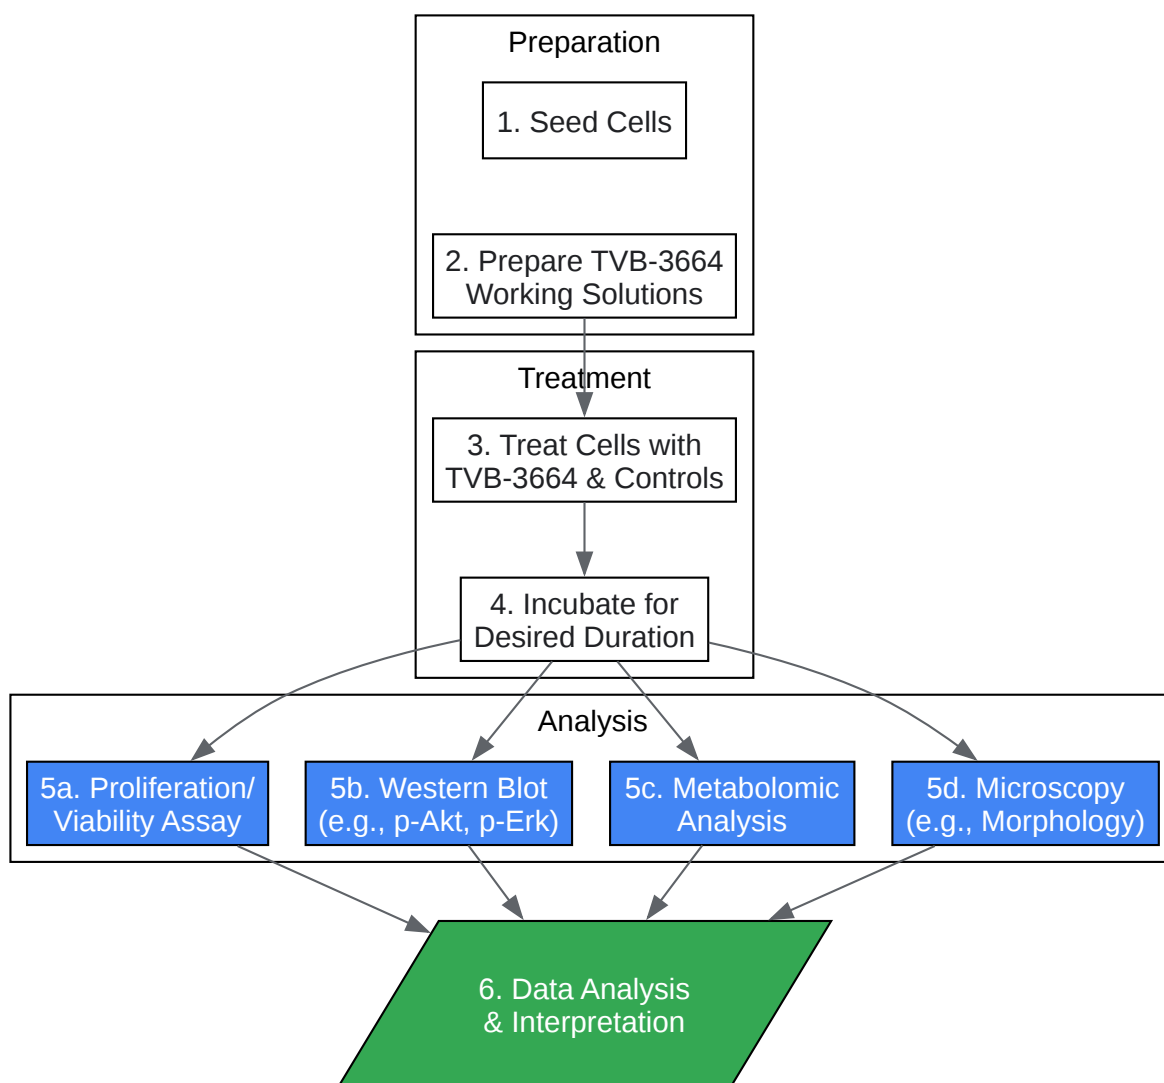 Preparation
1. Seed Cells
2. Prepare TVB-3664
Working Solutions
Treatment
3. Treat Cells with
TVB-3664 & Controls
4. Incubate for
Desired Duration
Analysis
5a. Proliferation/
Viability Assay
5b. Western Blot
(e.g., p-Akt, p-Erk)
5c. Metabolomic
Analysis
5d. Microscopy
(e.g., Morphology)
6. Data Analysis
& Interpretation